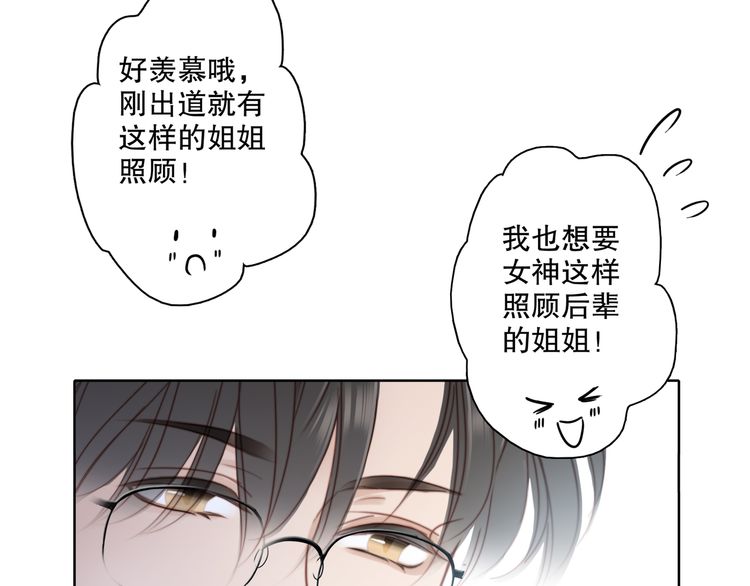 好羡慕哦，
刚出道就有
这样的姐姐
照顾！
我也想要
女神这样
照顾后辈
的姐姐！